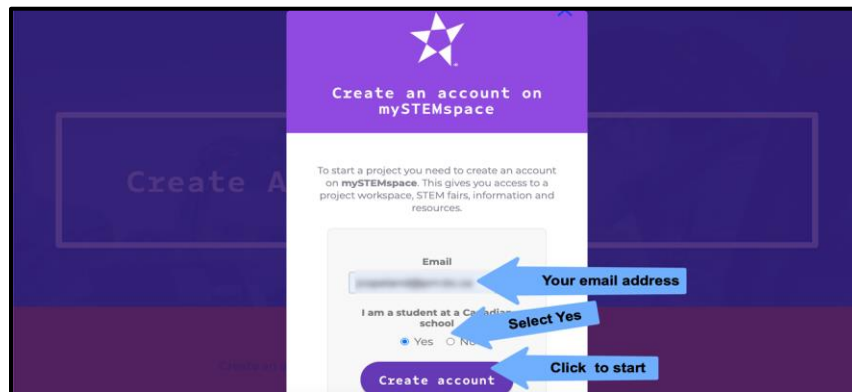 Create an account on
mySTEMspace
Create A
To start a project you need to create an account
on mySTEMspace. This gives you access to a
project workspace, STEM fairs, information and
resources.
Email
Your email address
I am a student at a Canadian
school
Select Yes
Yes
No
Create account
Click to start